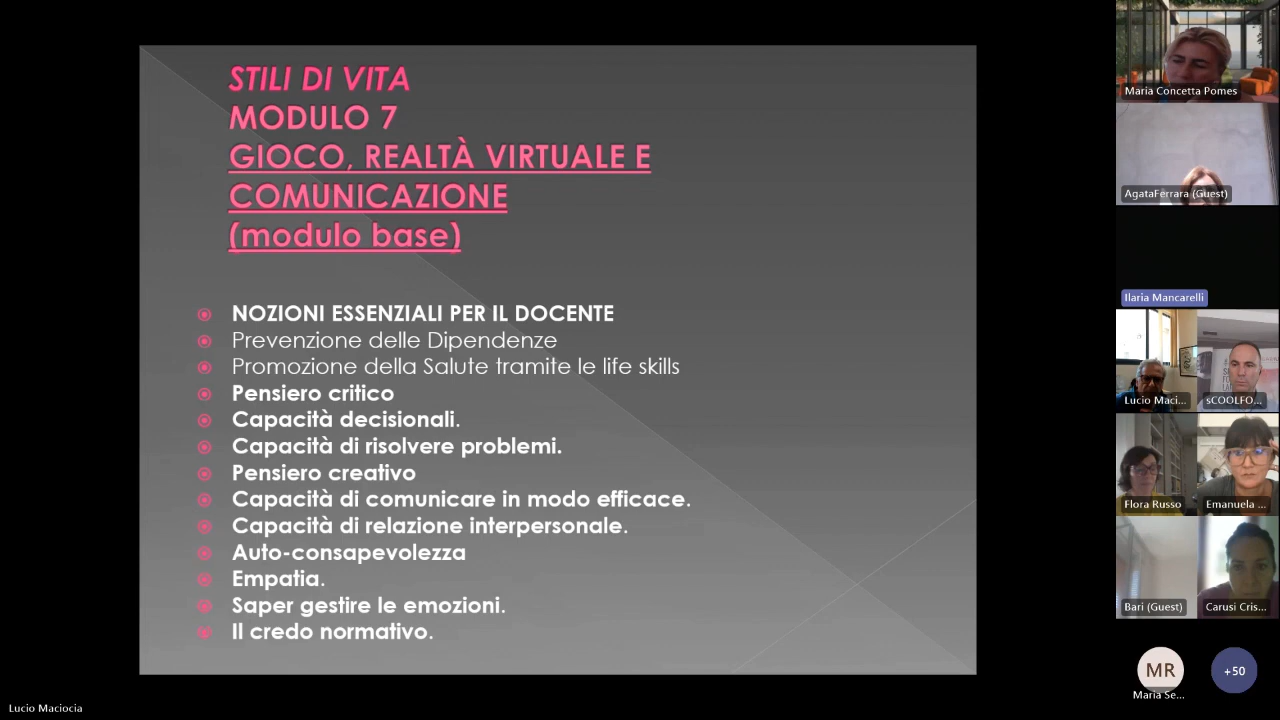 STILI DI VITA
MODULO 7
GIOCO, REALTÀ VIRTUALE E
COMUNICAZIONE
(modulo base)
NOZIONI ESSENZIALI PER IL DOCENTE
Prevenzione delle Dipendenze
Promozione della Salute tramite le life skills
Pensiero critico
Capacità decisionali.
Capacità di risolvere problemi.
Pensiero creativo
Capacità di comunicare in modo efficace.
Capacità di relazione interpersonale.
Auto-consapevolezza
Empatia.
Saper gestire le emozioni.
Il credo normativo.
Lucio Maciocia
Maria Concetta Pomes
AgataFerrara (Guest)
Ilaria Mancarelli
Lucio Maci...
sCOOLFO...
Flora Russo
Emanuela ...
Bari (Guest)
Carusi Cris...
MR
+50
Maria Se...